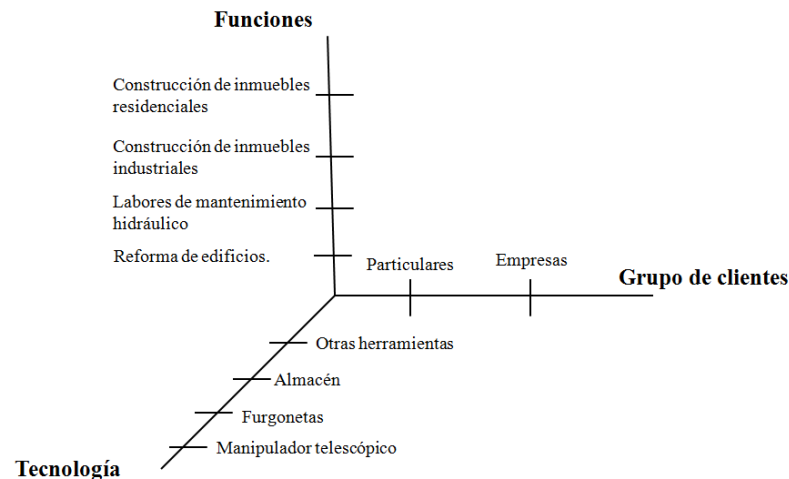 Funciones
Construcción de inmuebles
residenciales
Construcción de inmuebles
industriales
Labores de mantenimiento
hidráulico
Reforma de edificios.
Particulares
Empresas
Grupo de clientes
Otras herramientas
Almacén
Furgonetas
Manipulador telescópico
Tecnología